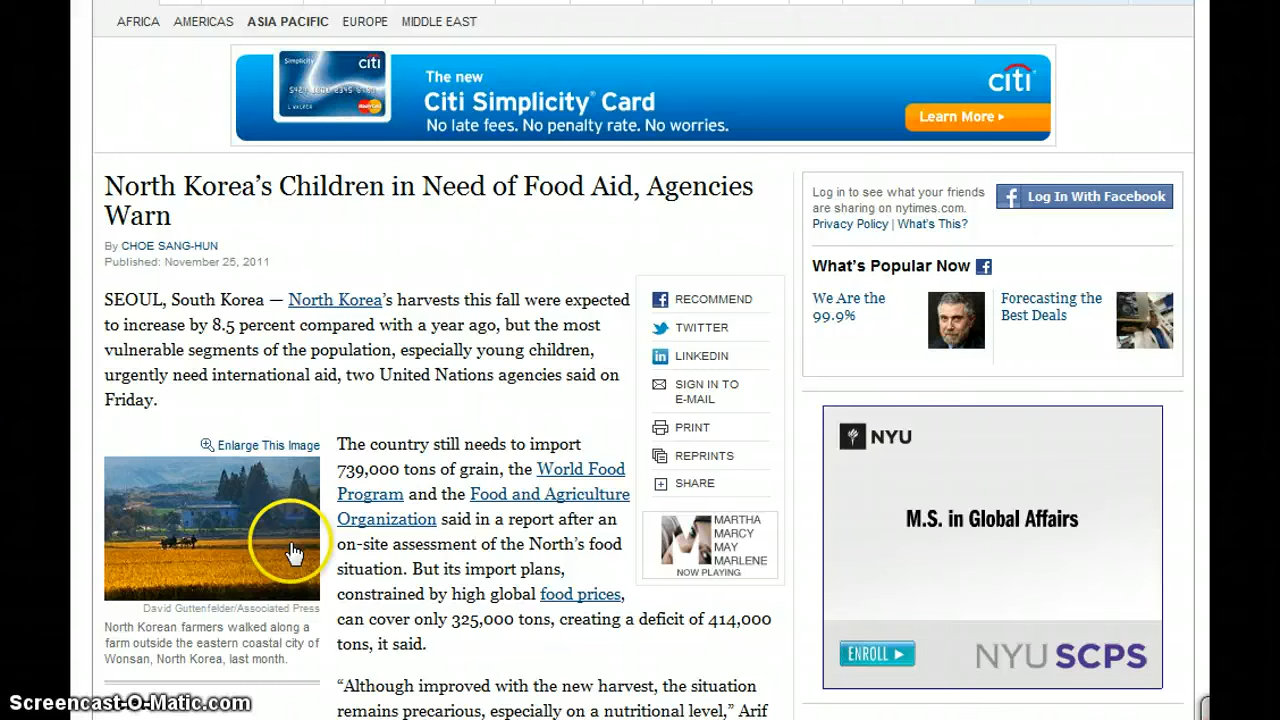 AFRICA AMERICAS ASIA PACIFIC EUROPE MIDDLE EAST
Simplicity citi
L WALKER
The new
Citi Simplicity® Card
No late fees. No penalty rate. No worries.
citi
Learn More ▸
North Korea’s Children in Need of Food Aid, Agencies
Warn
By CHOE SANG-HUN
Published: November 25, 2011
SEOUL, South Korea — North Korea’s harvests this fall were expected
to increase by 8.5 percent compared with a year ago, but the most
vulnerable segments of the population, especially young children,
urgently need international aid, two United Nations agencies said on
Friday.
Enlarge This Image
David Guttenfelder/Associated Press
North Korean farmers walked along a
farm outside the eastern coastal city of
Wonsan, North Korea, last month.
The country still needs to import
739,000 tons of grain, the World Food
Program and the Food and Agriculture
Organization said in a report after an
on-site assessment of the North’s food
situation. But its import plans,
constrained by high global food prices,
can cover only 325,000 tons, creating a deficit of 414,000
tons, it said.
“Although improved with the new harvest, the situation
remains precarious, especially on a nutritional level,” Arif
RECOMMEND
TWITTER
LINKEDIN
SIGN IN TO
E-MAIL
PRINT
REPRINTS
SHARE
MARTHA
MARCY
MAY
MARLENE
NOW PLAYING
Log in to see what your friends
are sharing on nytimes.com.
Privacy Policy | What’s This?
Log In With Facebook
What’s Popular Now
We Are the
99.9%
Forecasting the
Best Deals
NYU
M.S. in Global Affairs
ENROLL ▸
NYU SCPS
Screencast-O-Matic.com